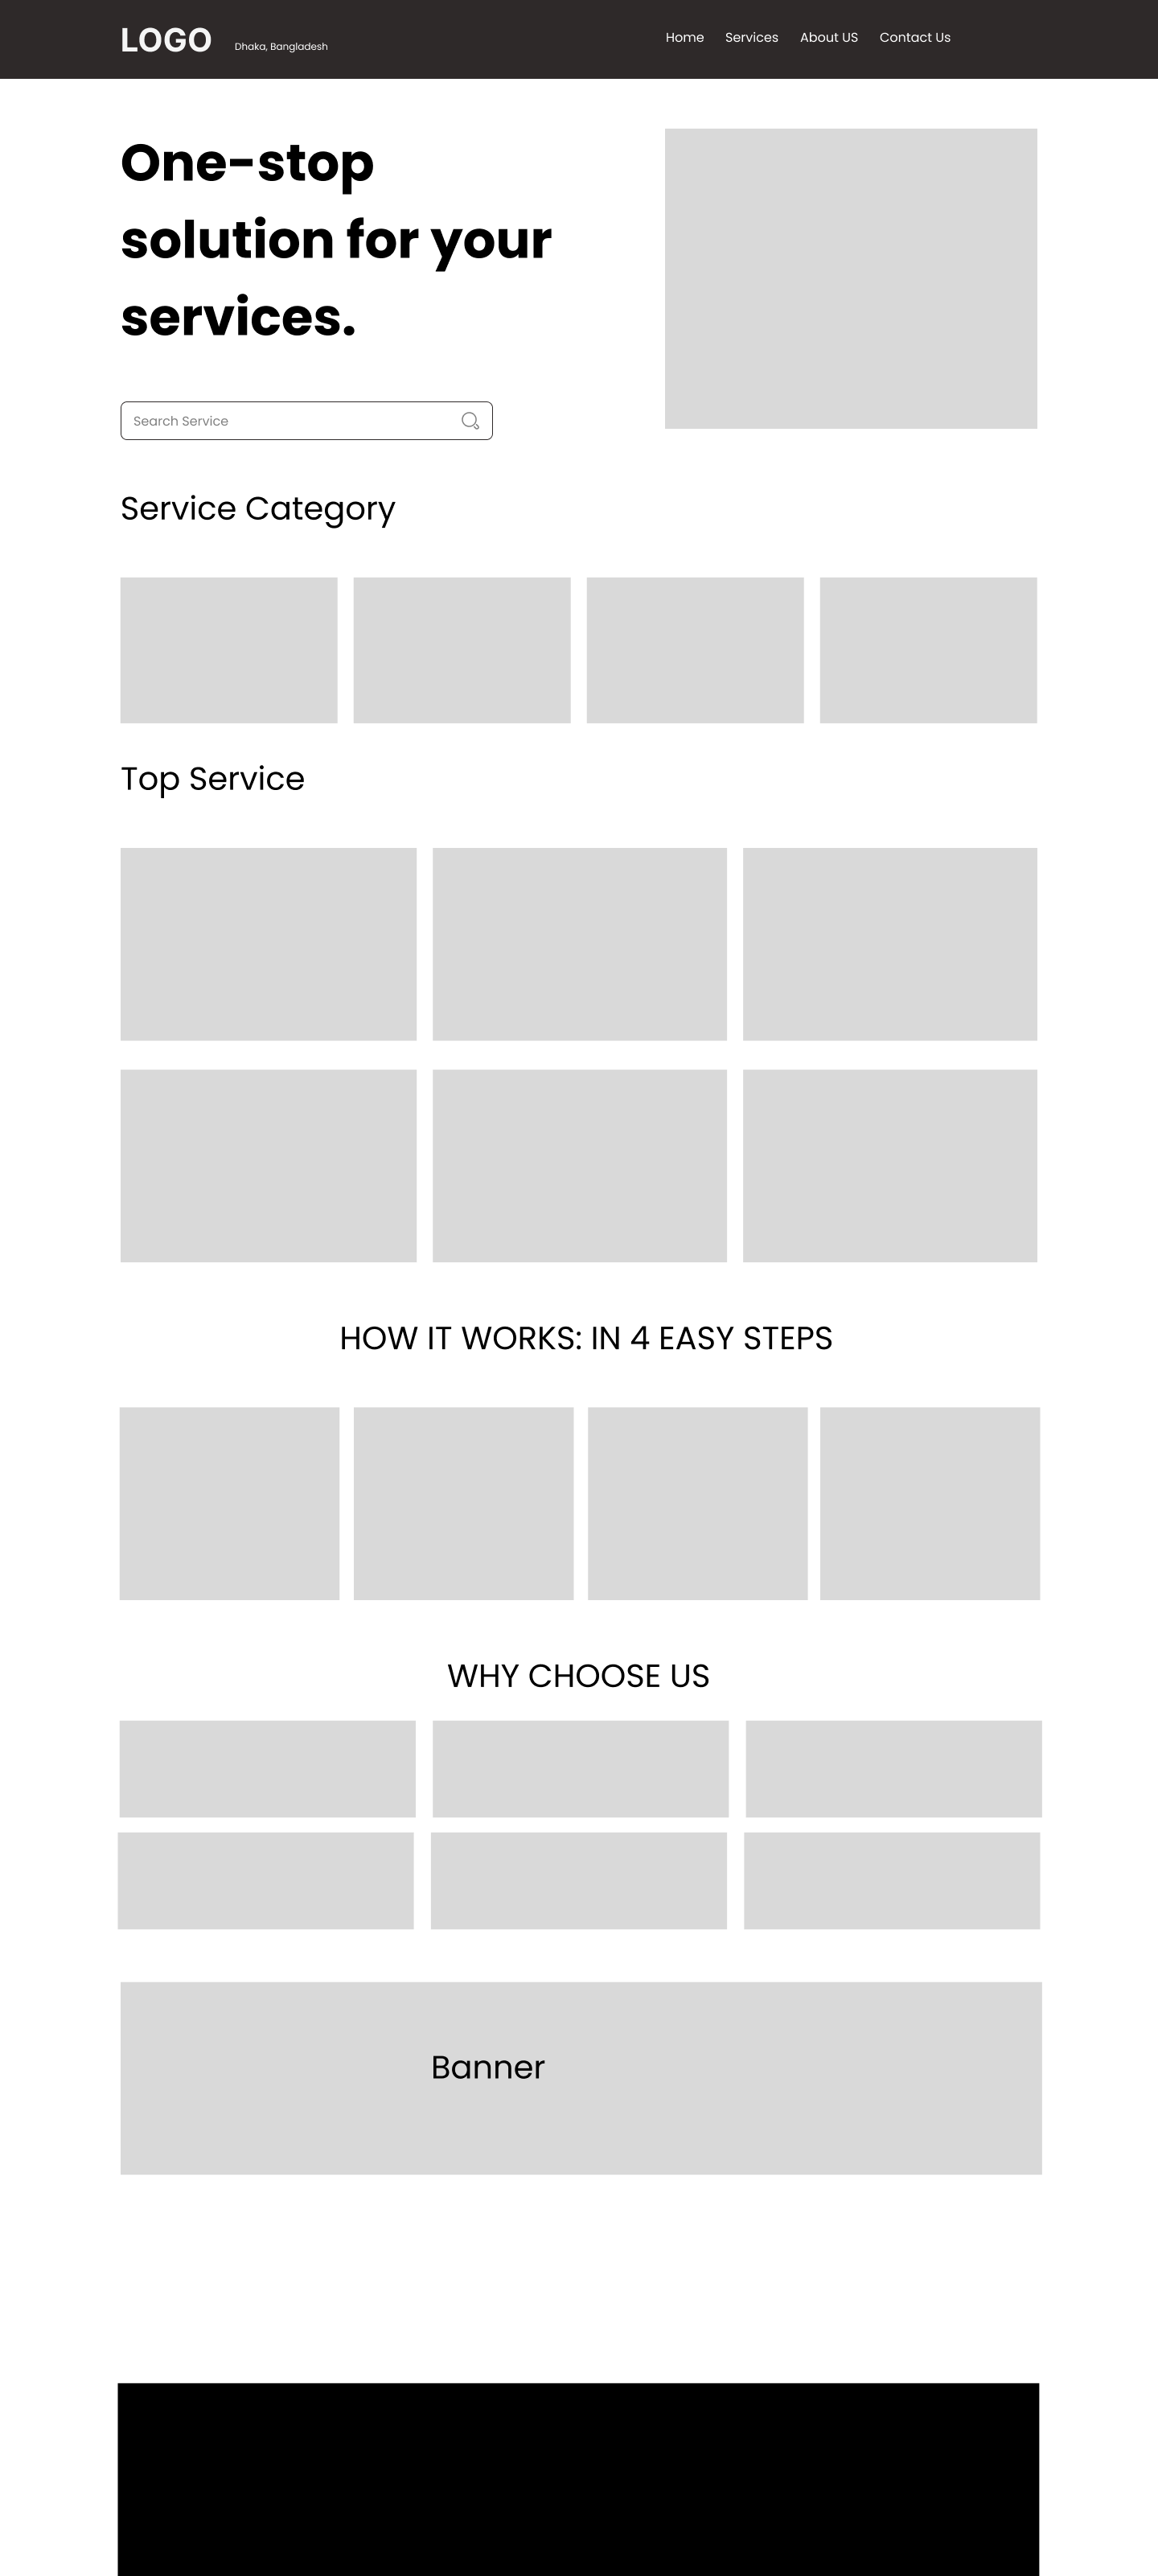 LOGO
Dhaka, Bangladesh
Home Services About US Contact Us
One-stop
solution for your
services.
Search Service
Service Category
Top Service
HOW IT WORKS: IN 4 EASY STEPS
WHY CHOOSE US
Banner